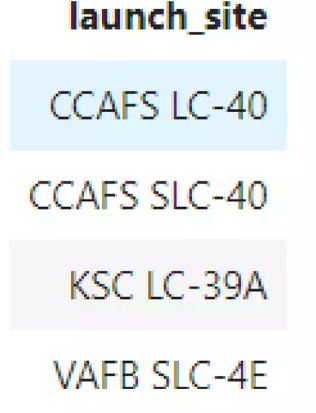 launch_site
CCAFS LC-40
CCAFS SLC-40
KSC LC-39A
VAFB SLC-4E